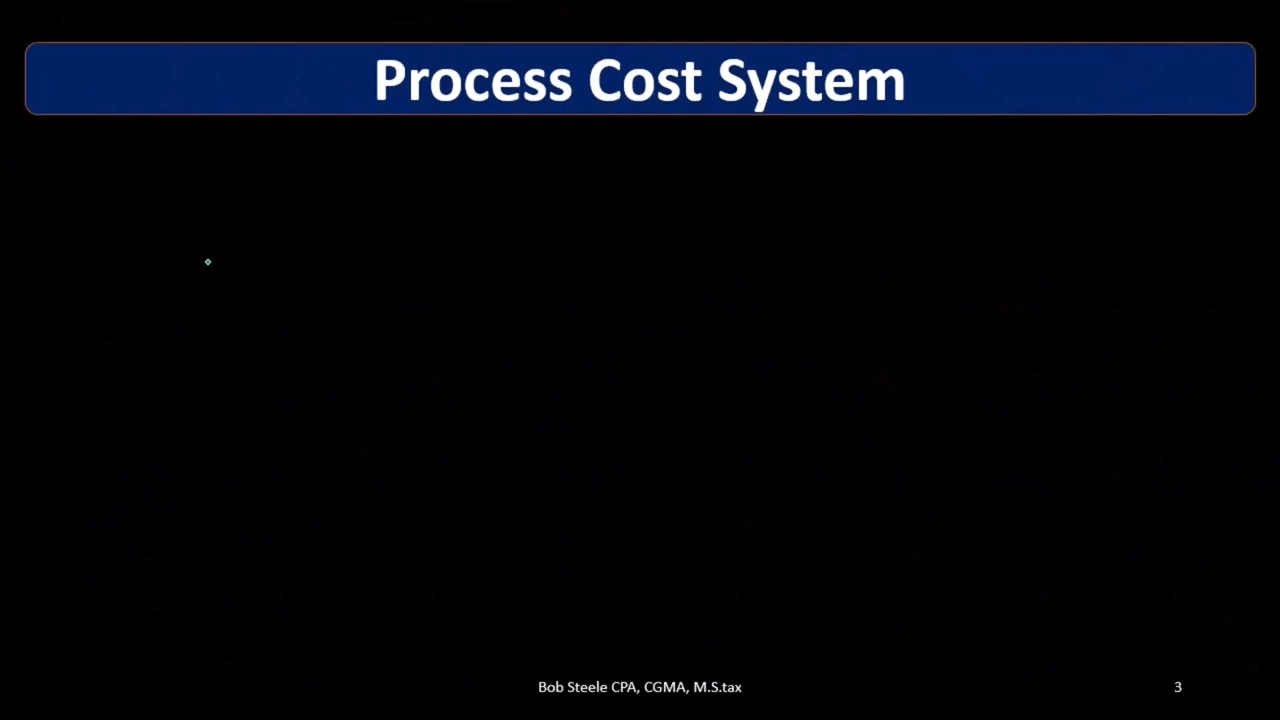 Process Cost System
Bob Steele CPA, CGMA, M.S.tax
3